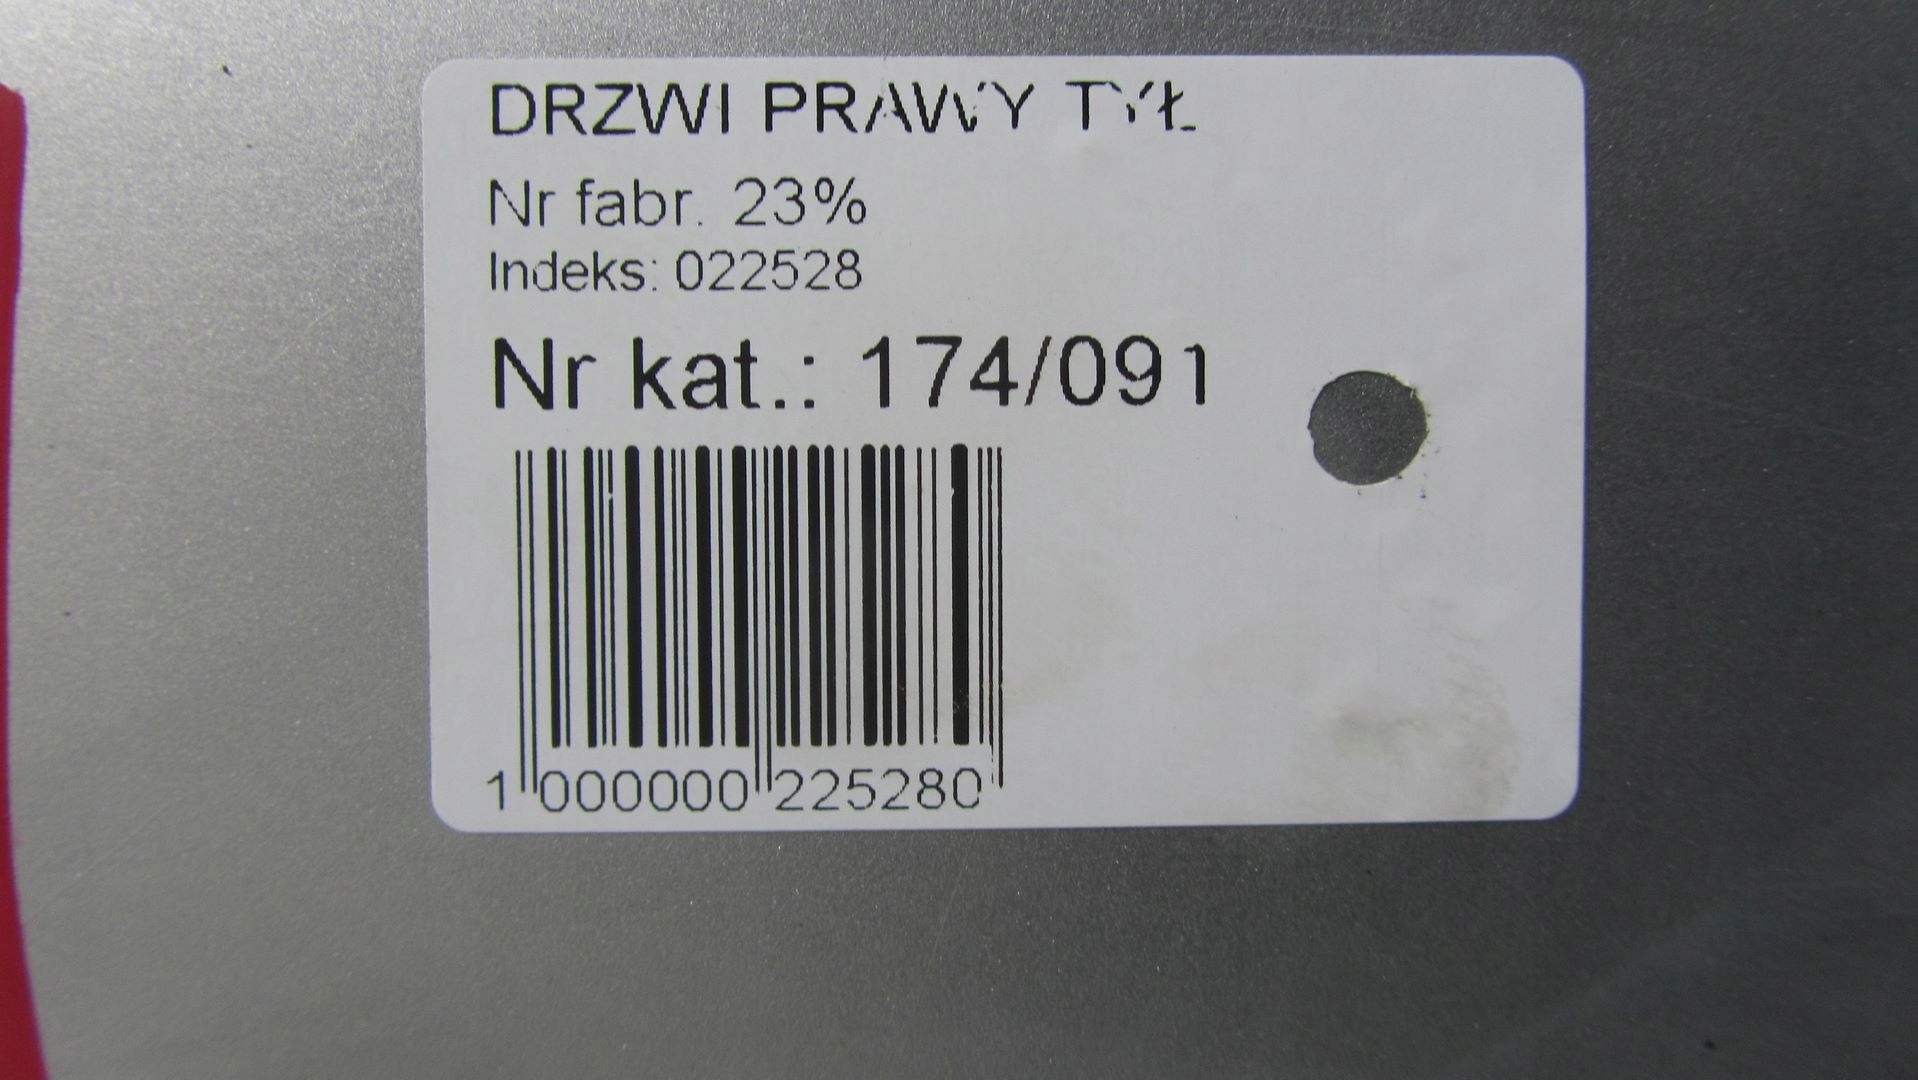 DRZWI PRAWY TYŁ
Nr fabr. 23%
Indeks: 022528
Nr kat.: 174/091
1 000000 225280